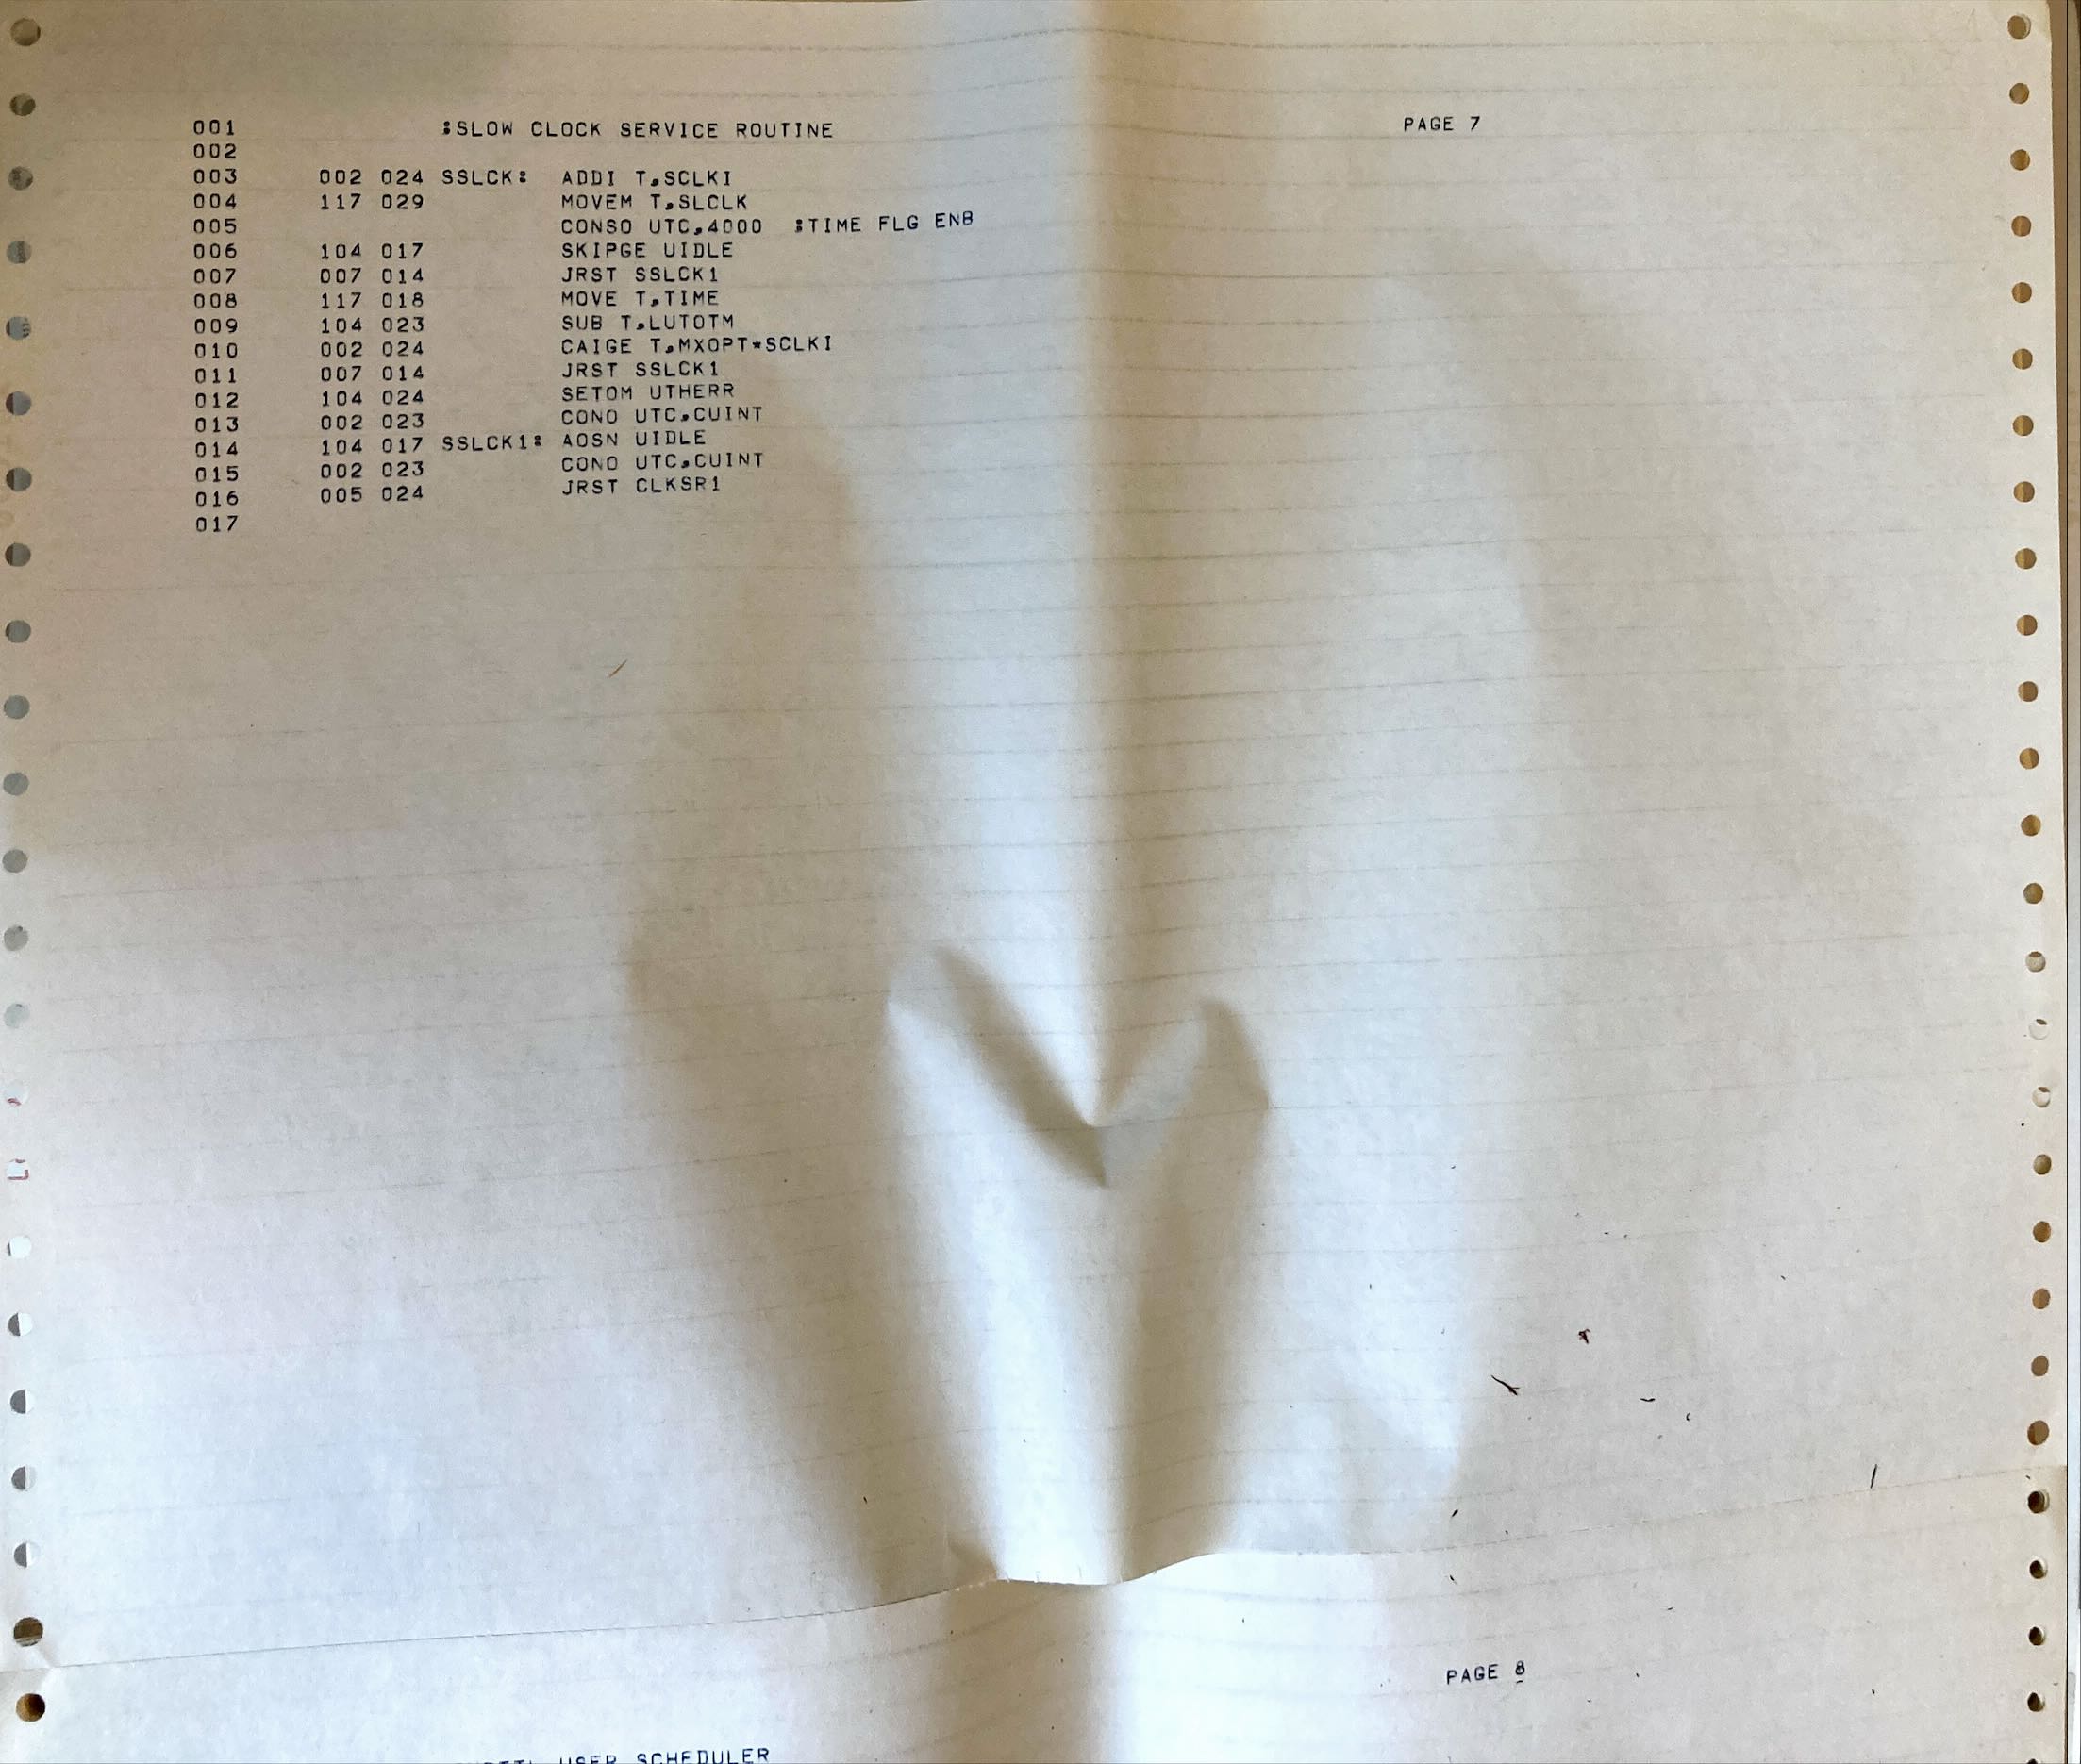 001 ;SLOW CLOCK SERVICE ROUTINE PAGE 7
002
003 002 024 SSLCK: ADDI T,SCLKI
004 117 029 MOVEM T,SLCLK
005 CONSO UTC,4000 ;TIME FLG ENB
006 104 017 SKIPGE UIDLE
007 007 014 JRST SSLCK1
008 117 018 MOVE T,TIME
009 104 023 SUB T,LUTOTM
010 002 024 CAIGE T,MXOPT*SCLKI
011 007 014 JRST SSLCK1
012 104 024 SETOM UTHERR
013 002 023 CONO UTC,CUINT
014 104 017 SSLCK1: AOSN UIDLE
015 002 023 CONO UTC,CUINT
016 005 024 JRST CLKSR1
017
PAGE 8
USER SCHEDULER